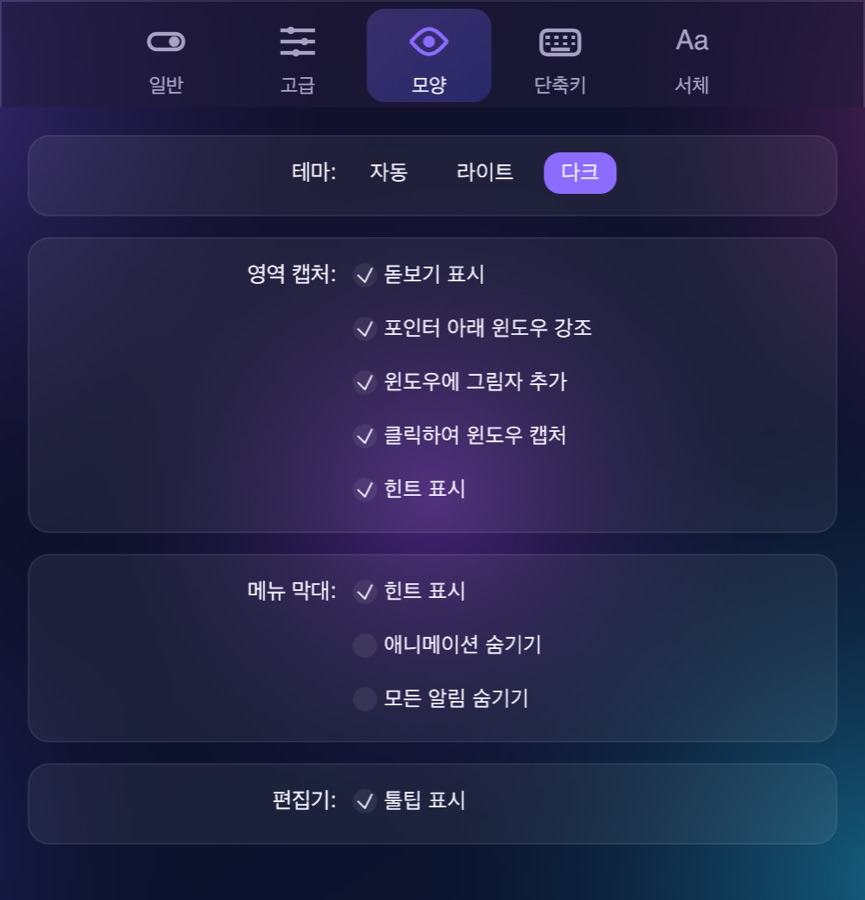 일반
고급
모양
단축키
Aa
서체
테마: 자동 라이트 다크
영역 캡처: 돋보기 표시
포인터 아래 윈도우 강조
윈도우에 그림자 추가
클릭하여 윈도우 캡처
힌트 표시
메뉴 막대: 힌트 표시
애니메이션 숨기기
모든 알림 숨기기
편집기: 툴팁 표시